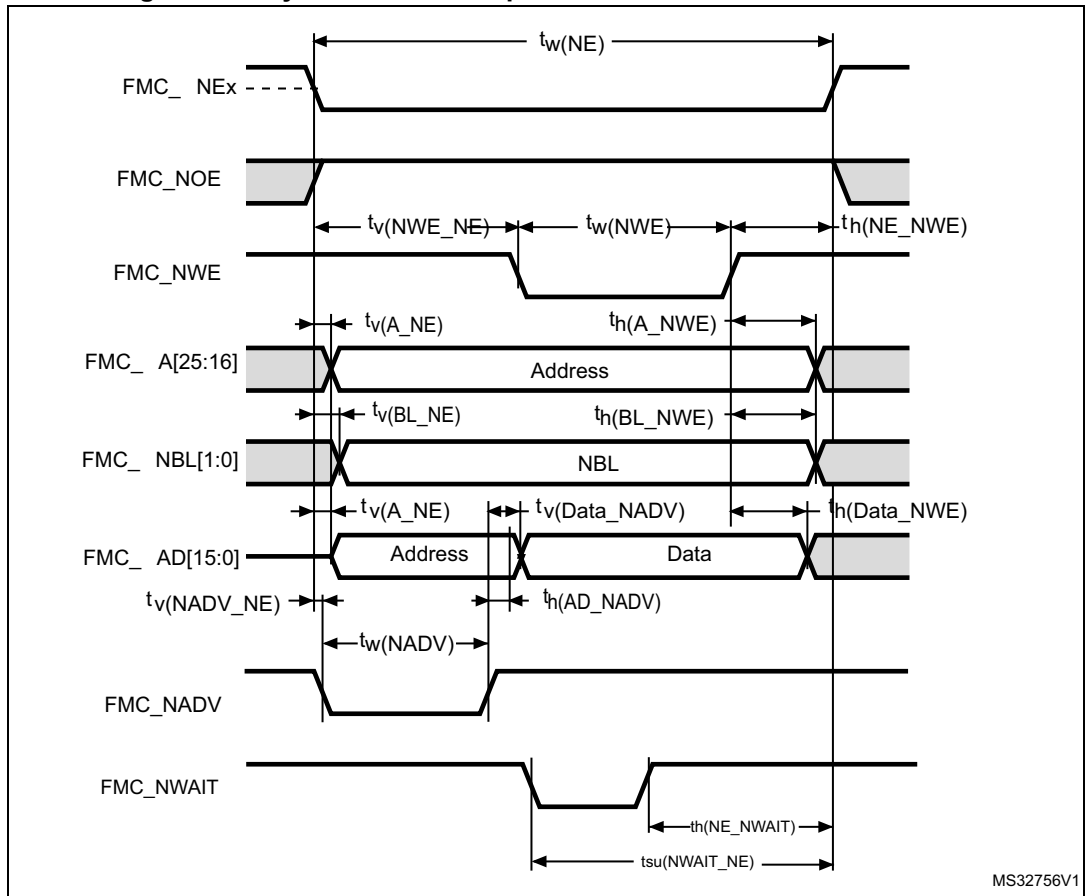 tw(NE)
FMC_ NEx
FMC_NOE
tv(NWE_NE) tw(NWE) th(NE_NWE)
FMC_NWE
tv(A_NE) th(A_NWE)
FMC_ A[25:16] Address
tv(BL_NE) th(BL_NWE)
FMC_ NBL[1:0] NBL
tv(A_NE) tv(Data_NADV) th(Data_NWE)
FMC_ AD[15:0] Address Data
tv(NADV_NE) th(AD_NADV)
tw(NADV)
FMC_NADV
FMC_NWAIT
th(NE_NWAIT)
tsu(NWAIT_NE)
MS32756V1